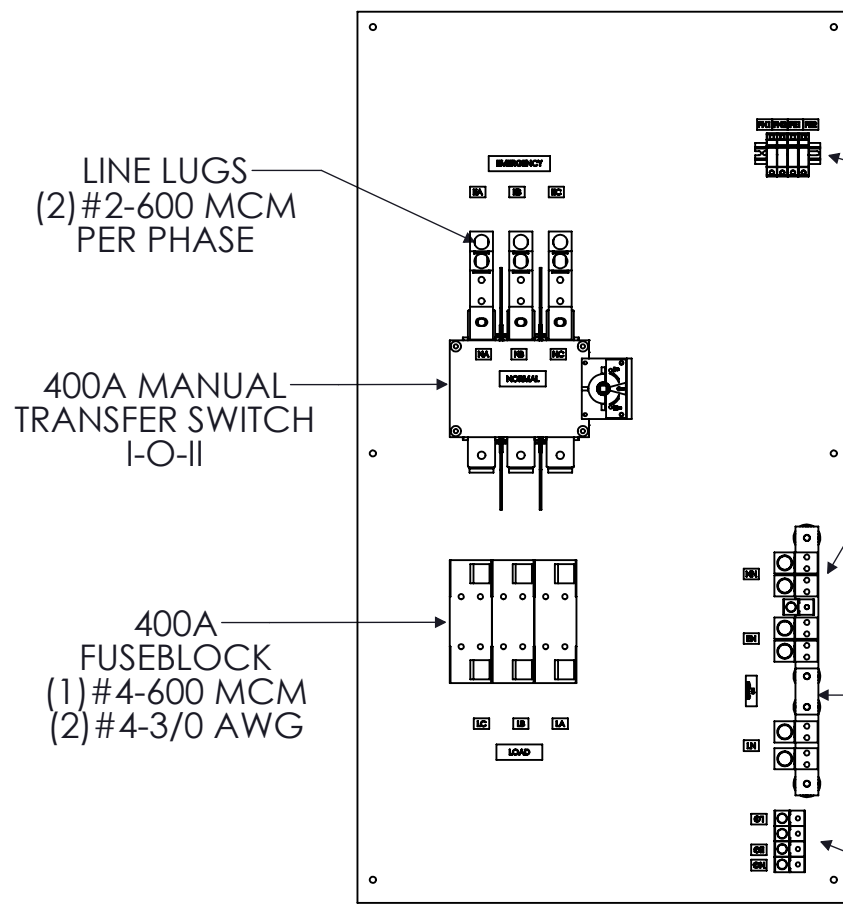 LINE LUGS
(2)#2-600 MCM
PER PHASE
400A MANUAL
TRANSFER SWITCH
I-O-II
400A
FUSEBLOCK
(1)#4-600 MCM
(2)#4-3/0 AWG
EMERGENCY
EA EB EC
NA NB NC
NORMAL
LC LB LA
LOAD
NN
EN
LN